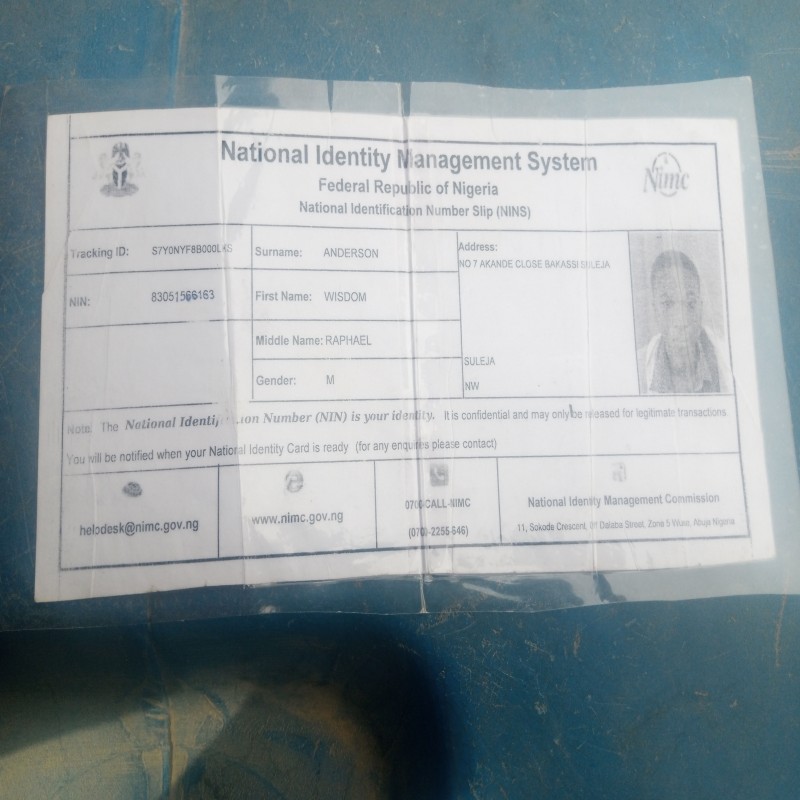 National Identity Management System
Federal Republic of Nigeria
National Identification Number Slip (NINS)
Nimc
Tracking ID:
Surname: ANDERSON
Address:
NO 7 AKANDE CLOSE BAKASSI SULEJA
NIN: 83051566163
First Name: WISDOM
Middle Name: RAPHAEL
SULEJA
Gender: M
NW
Note: The National Identification Number (NIN) is your identity. It is confidential and may only be released for legitimate transactions.
You will be notified when your National Identity Card is ready (for any enquires please contact)
helpdesk@nimc.gov.ng
www.nimc.gov.ng
0700-CALL-NIMC
(0700-2255-646)
National Identity Management Commission
11, Sokode Crescent, Off Dalaba Street, Zone 5 Wuse, Abuja Nigeria